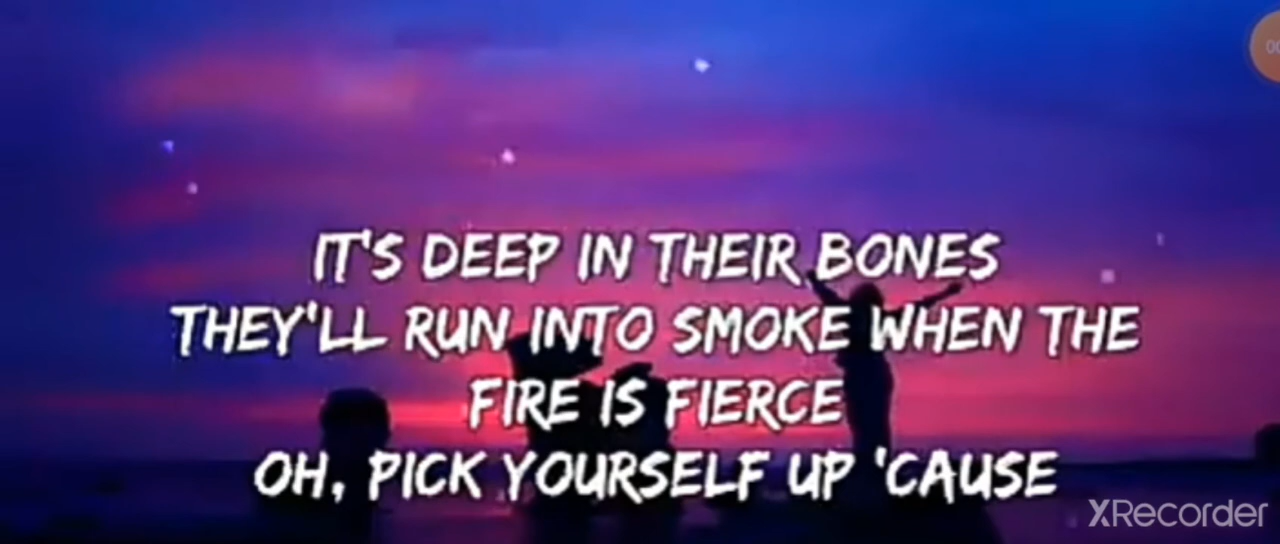 IT'S DEEP IN THEIR BONES
THEY'LL RUN INTO SMOKE WHEN THE
FIRE IS FIERCE
OH, PICK YOURSELF UP 'CAUSE
XRecorder